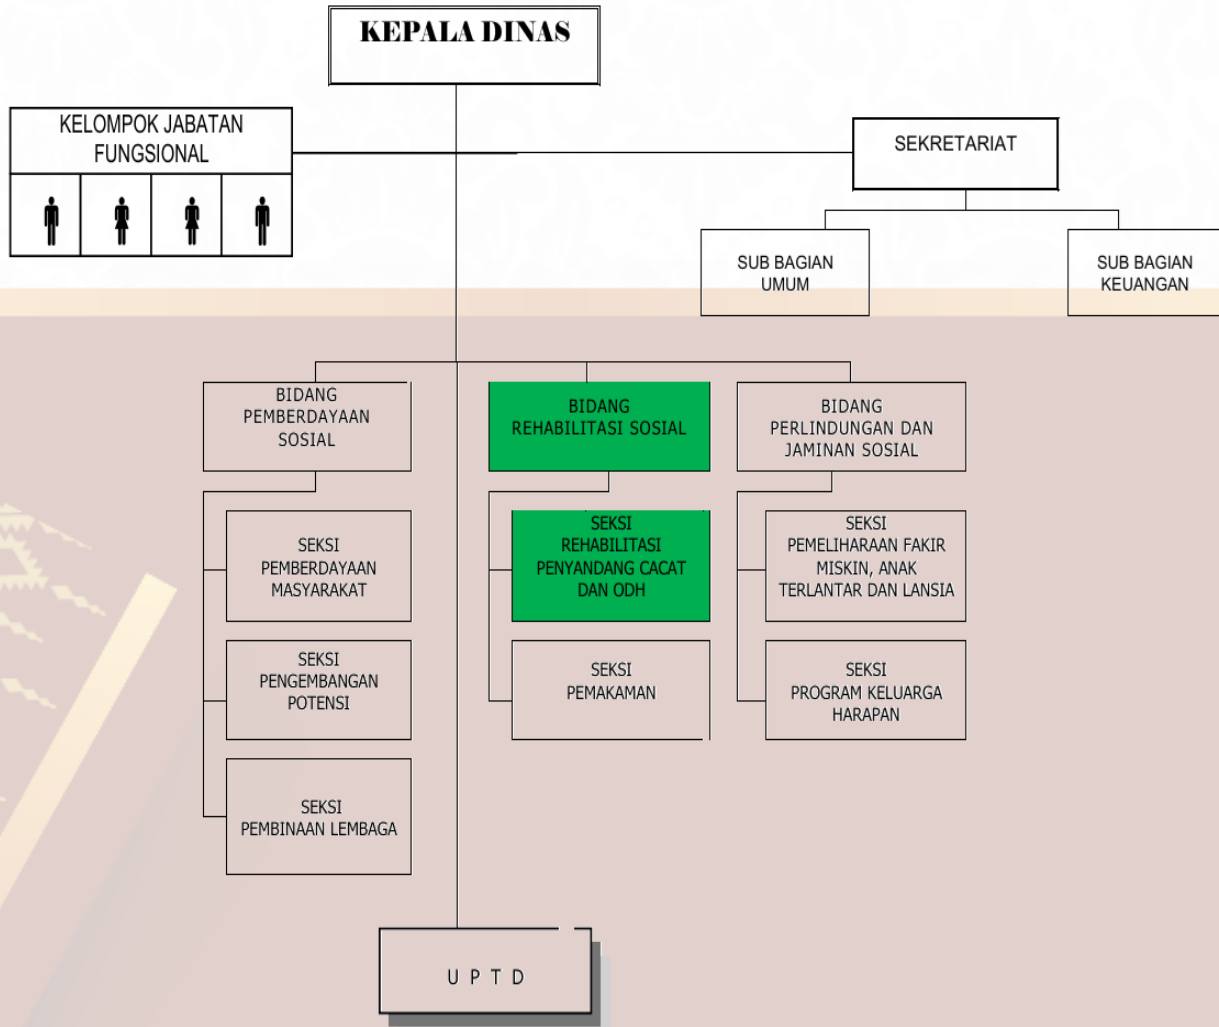 KEPALA DINAS
KELOMPOK JABATAN
FUNGSIONAL
SEKRETARIAT
SUB BAGIAN
UMUM
SUB BAGIAN
KEUANGAN
BIDANG
PEMBERDAYAAN
SOSIAL
SEKSI
PEMBERDAYAAN
MASYARAKAT
SEKSI
PENGEMBANGAN
POTENSI
SEKSI
PEMBINAAN LEMBAGA
BIDANG
REHABILITASI SOSIAL
SEKSI
REHABILITASI
PENYANDANG CACAT
DAN ODH
SEKSI
PEMAKAMAN
BIDANG
PERLINDUNGAN DAN
JAMINAN SOSIAL
SEKSI
PEMELIHARAAN FAKIR
MISKIN, ANAK
TERLANTAR DAN LANSIA
SEKSI
PROGRAM KELUARGA
HARAPAN
U P T D